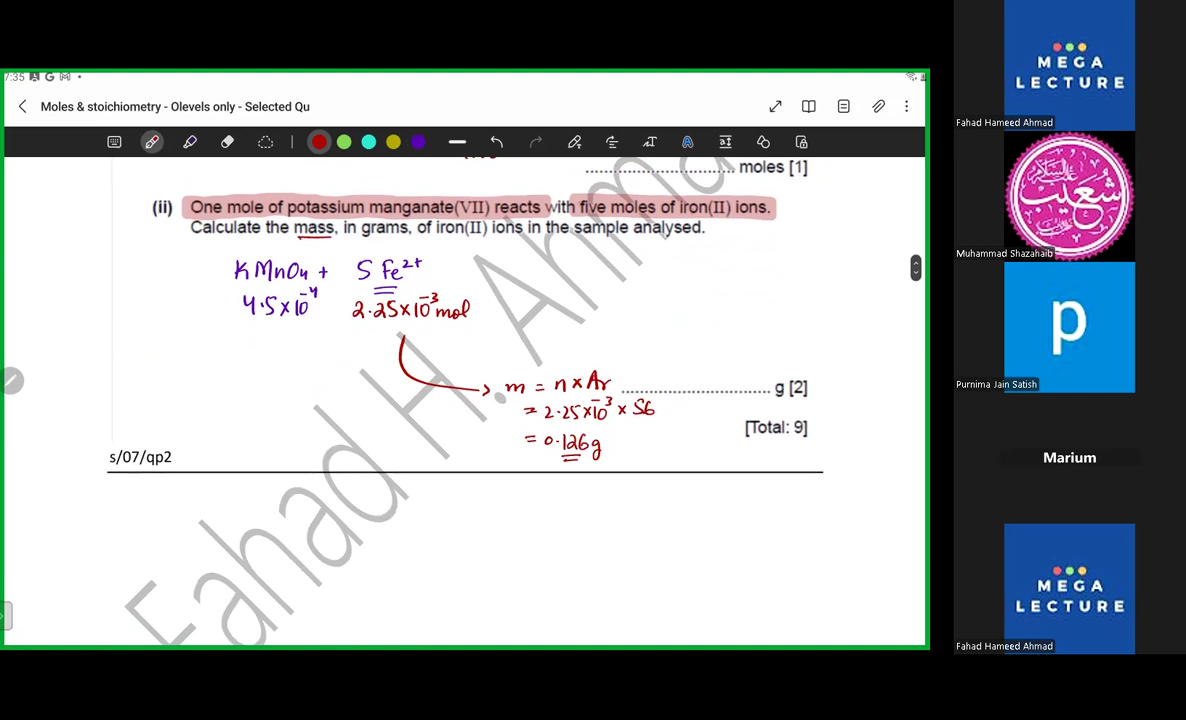 7:35
Moles & stoichiometry - Olevels only - Selected Qu
moles [1]
(ii) One mole of potassium manganate(VII) reacts with five moles of iron(II) ions.
Calculate the mass, in grams, of iron(II) ions in the sample analysed.
KMnO₄ + 5 Fe²⁺
4.5×10⁻⁴ 2.25×10⁻³ mol
m = n × Ar g [2]
= 2.25×10⁻³ × 56
= 0.126g
[Total: 9]
s/07/qp2
Fahad H. Ahma
MEGA
LECTURE
Fahad Hameed Ahmad
شعيب
Muhammad Shazahaib
p
Purnima Jain Satish
Marium
MEGA
LECTURE
Fahad Hameed Ahmad